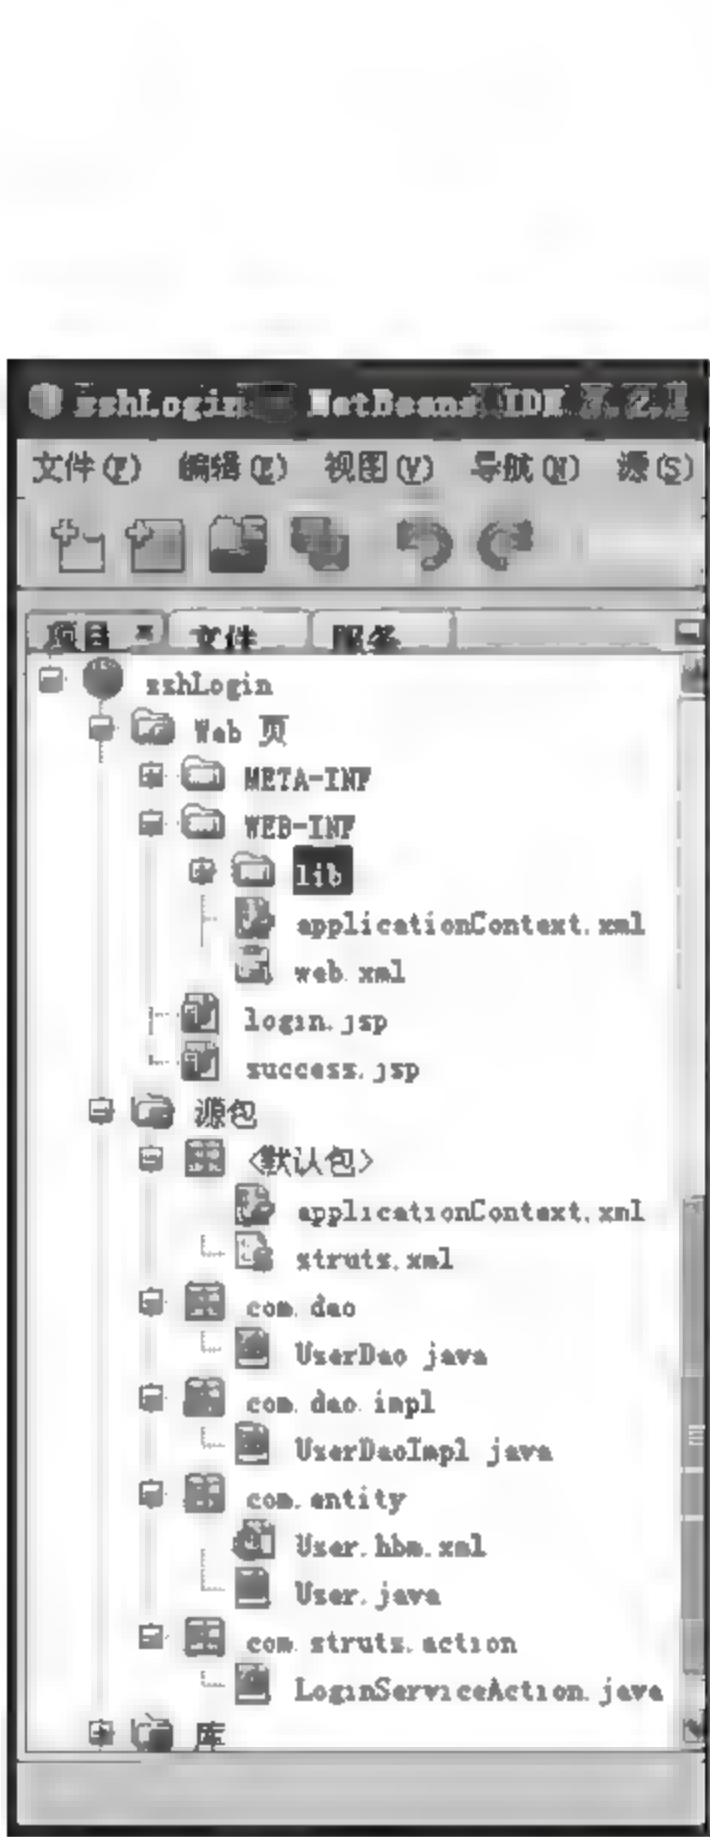 sshLogin NetBeans IDE
文件(F) 编辑(E) 视图(V) 导航(N) 源(S)
项目 文件 服务
sshLogin
Web 页
META-INF
WEB-INF
lib
applicationContext.xml
web.xml
login.jsp
success.jsp
源包
<默认包>
applicationContext.xml
struts.xml
com.dao
UserDao.java
com.dao.impl
UserDaoImpl.java
com.entity
User.hbm.xml
User.java
com.struts.action
LoginServiceAction.java
库